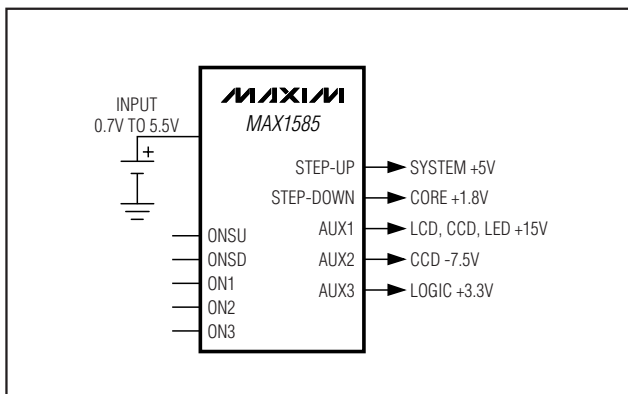 MAXIM
MAX1585
INPUT
0.7V TO 5.5V
+
STEP-UP
SYSTEM +5V
STEP-DOWN
CORE +1.8V
AUX1
LCD, CCD, LED +15V
AUX2
CCD -7.5V
AUX3
LOGIC +3.3V
ONSU
ONSD
ON1
ON2
ON3